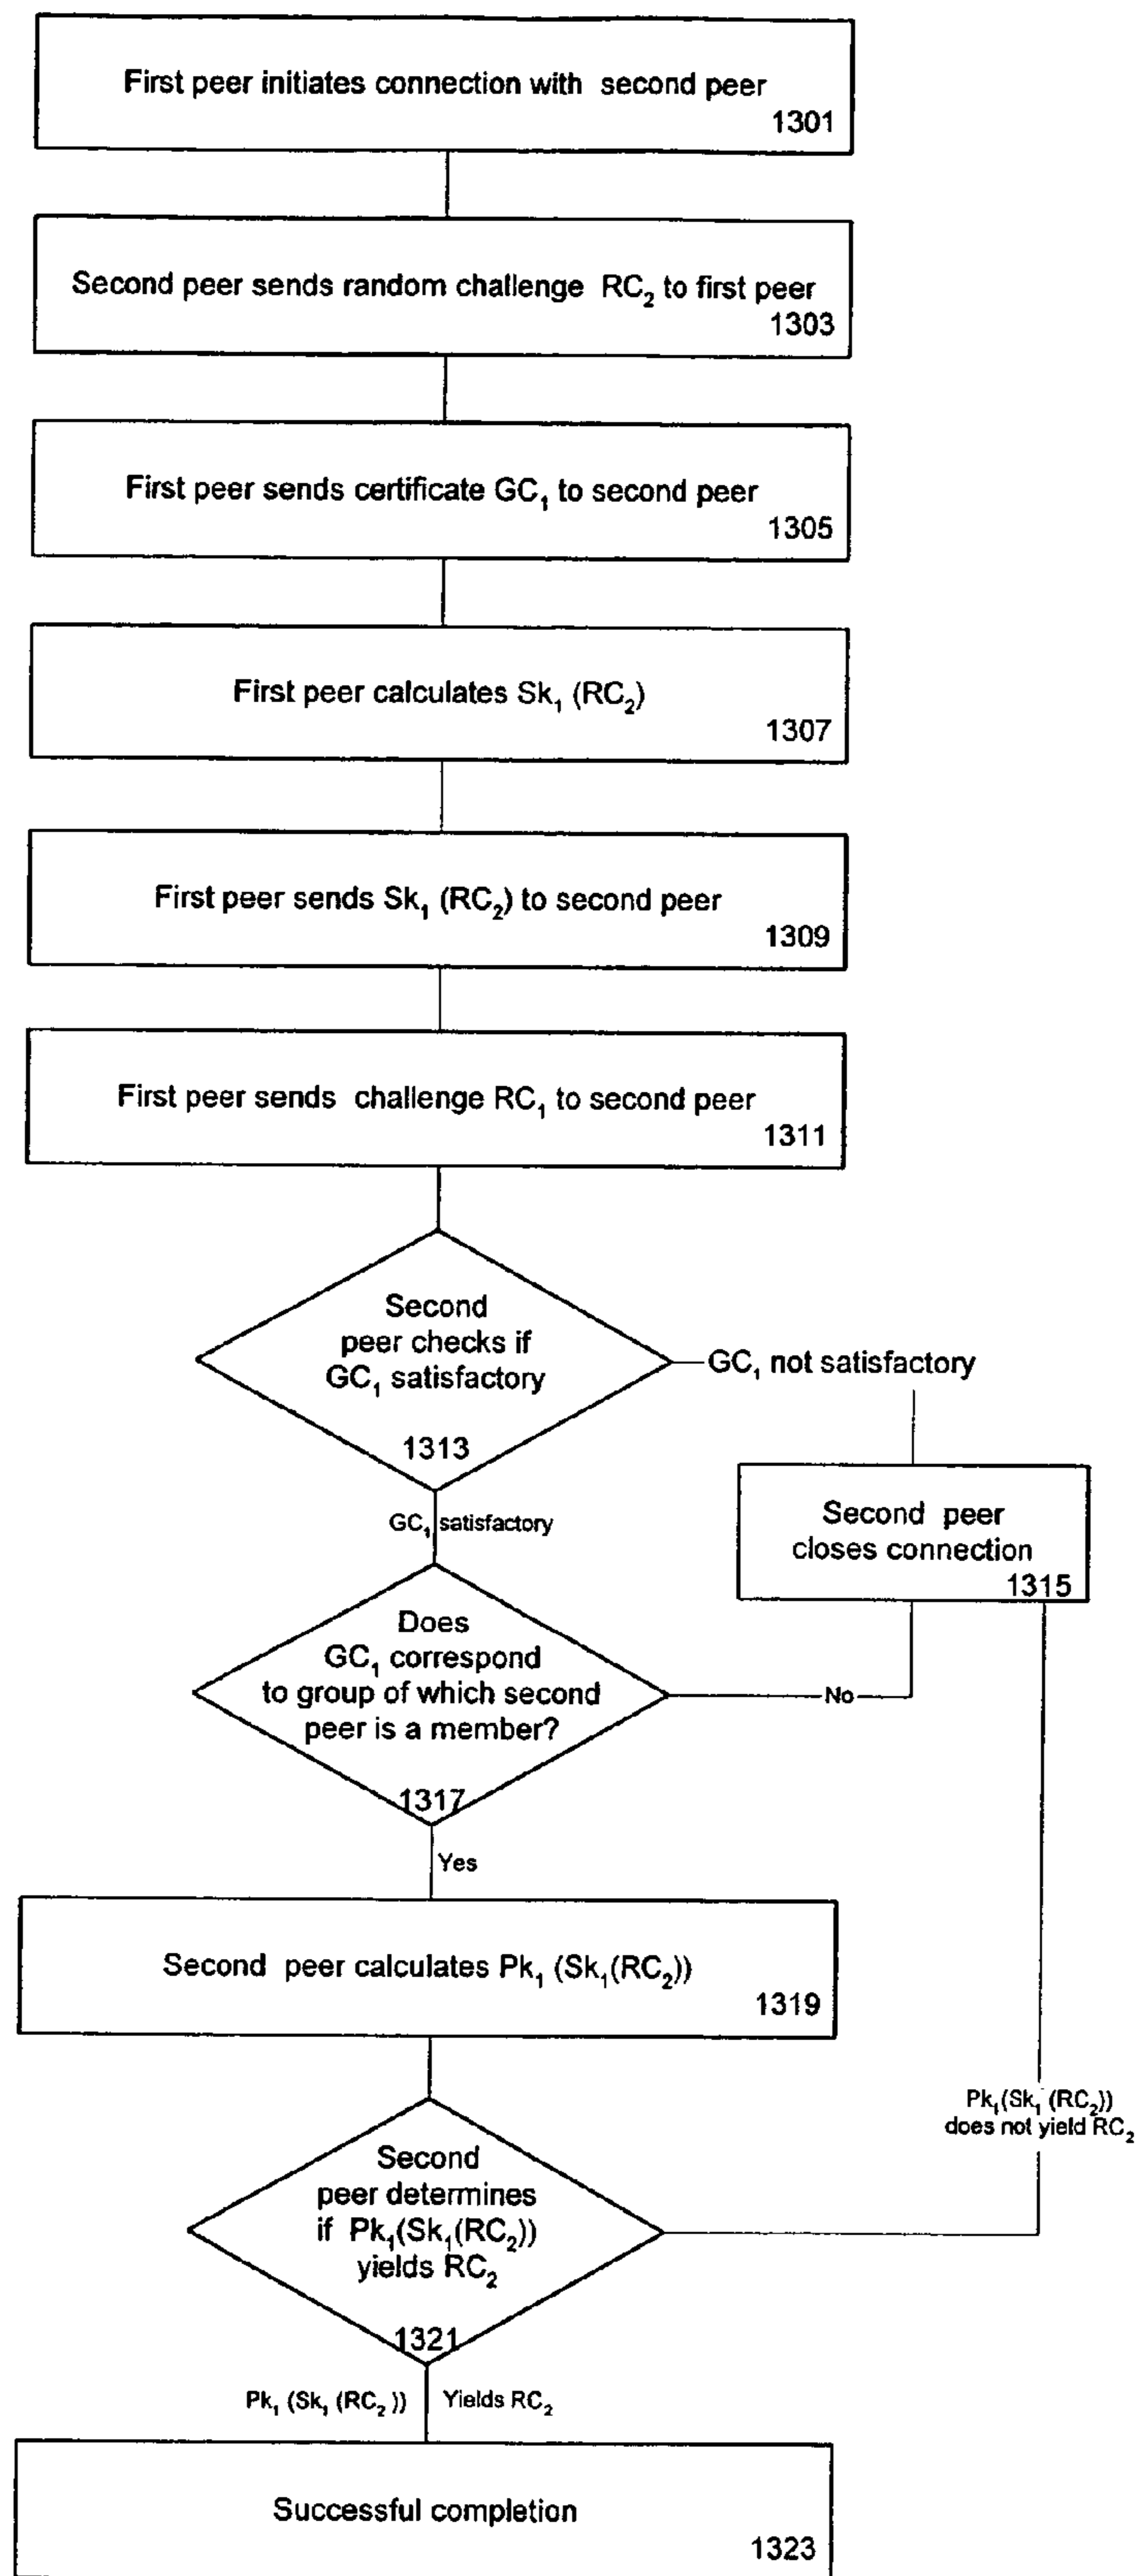 First peer initiates connection with second peer
1301
Second peer sends random challenge RC₂ to first peer
1303
First peer sends certificate GC₁ to second peer
1305
First peer calculates Sk₁ (RC₂)
1307
First peer sends Sk₁ (RC₂) to second peer
1309
First peer sends challenge RC₁ to second peer
1311
Second
peer checks if
GC₁ satisfactory
1313
GC₁ not satisfactory
GC₁ satisfactory
Second peer
closes connection
1315
Does
GC₁ correspond
to group of which second
peer is a member?
1317
No
Yes
Second peer calculates Pk₁ (Sk₁(RC₂))
1319
Pk₁(Sk₁ (RC₂))
does not yield RC₂
Second
peer determines
if Pk₁(Sk₁(RC₂))
yields RC₂
1321
Pk₁ (Sk₁ (RC₂ )) Yields RC₂
Successful completion
1323